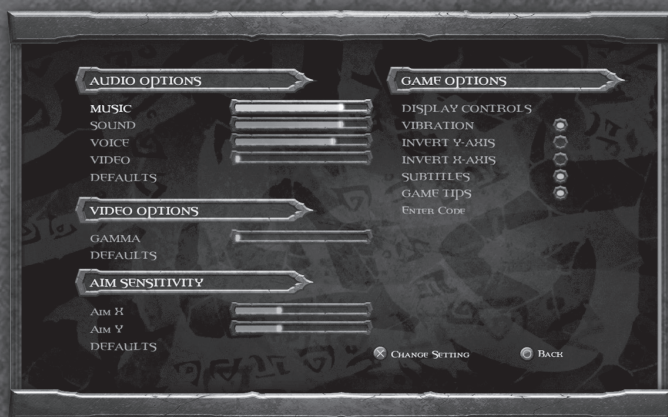 AUDIO OPTIONS
MUSIC
SOUND
VOICE
VIDEO
DEFAULTS
VIDEO OPTIONS
GAMMA
DEFAULTS
AIM SENSITIVITY
AIM X
AIM Y
DEFAULTS
GAME OPTIONS
DISPLAY CONTROLS
VIBRATION
INVERT Y-AXIS
INVERT X-AXIS
SUBTITLES
GAME TIPS
ENTER CODE
CHANGE SETTING
BACK